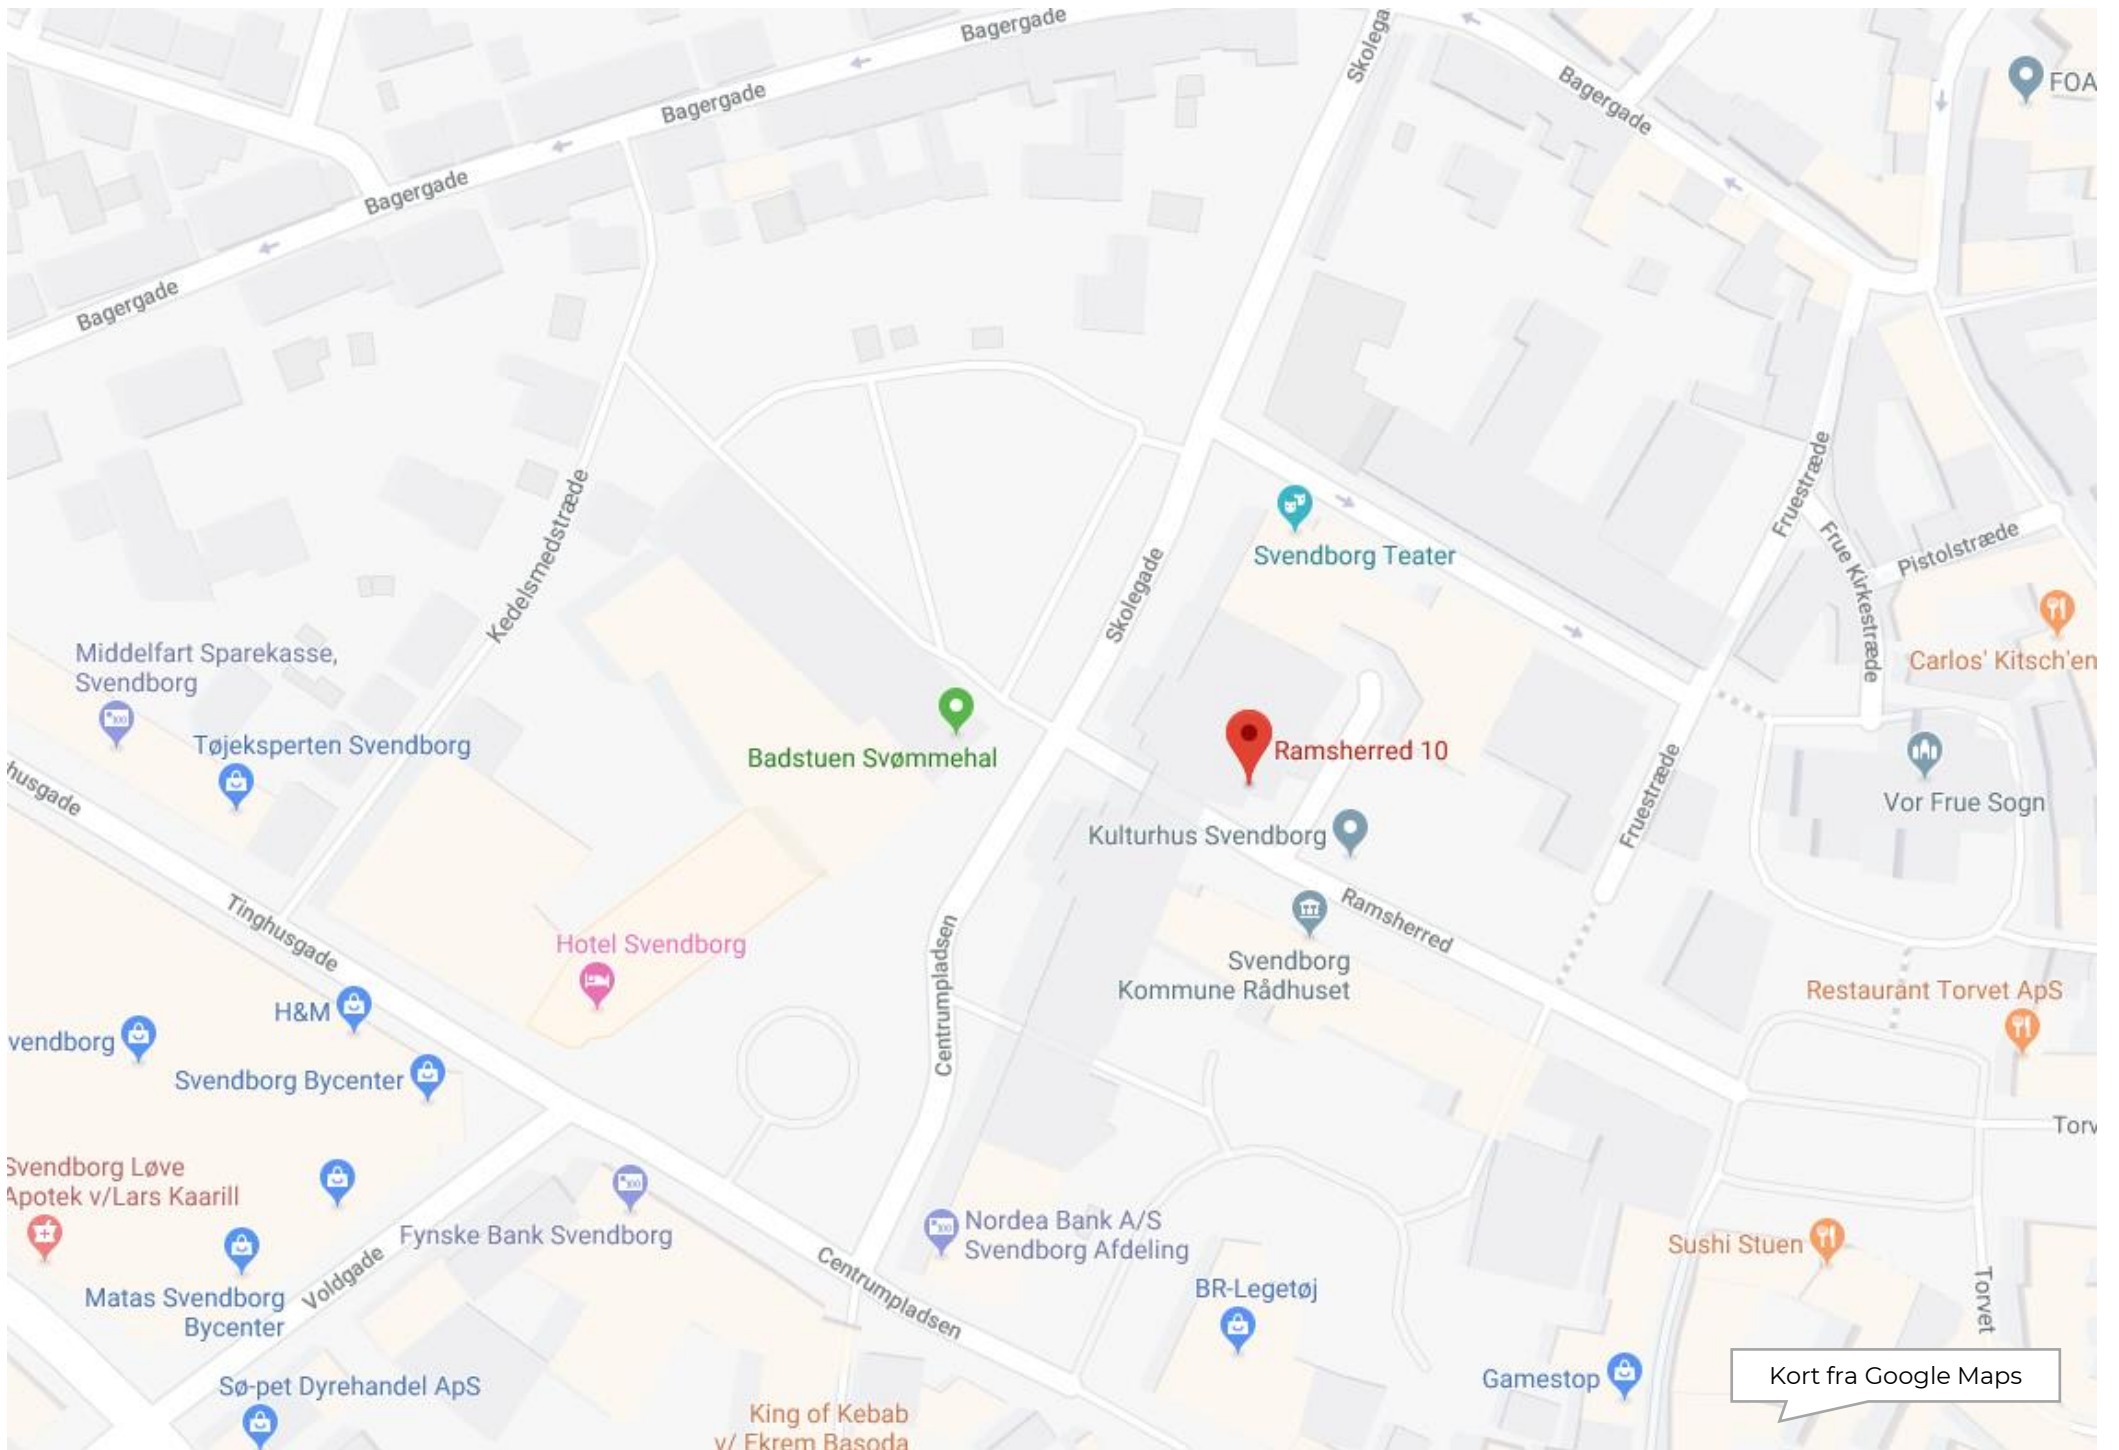 Bagergade
Skolega
Bagergade
FOA
Bagergade
Bagergade
Bagergade
Fruestræde
Frue Kirkestræde
Pistolstræde
Kedelsmedstræde
Skolegade
Svendborg Teater
Middelfart Sparekasse,
Svendborg
Carlos' Kitsch'en
Tøjeksperten Svendborg
Badstuen Svømmehal
Ramsherred 10
husgade
Fruestræde
Vor Frue Sogn
Kulturhus Svendborg
Tinghusgade
Ramsherred
Hotel Svendborg
Centrumpladsen
Svendborg
Kommune Rådhuset
Restaurant Torvet ApS
H&M
vendborg
Svendborg Bycenter
Torv
Svendborg Løve
Apotek v/Lars Kaarill
Fynske Bank Svendborg
Nordea Bank A/S
Svendborg Afdeling
Sushi Stuen
Voldgade
Centrumpladsen
BR-Legetøj
Matas Svendborg
Bycenter
Torvet
Sø-pet Dyrehandel ApS
Gamestop
Kort fra Google Maps
King of Kebab
v/ Ekrem Basoda